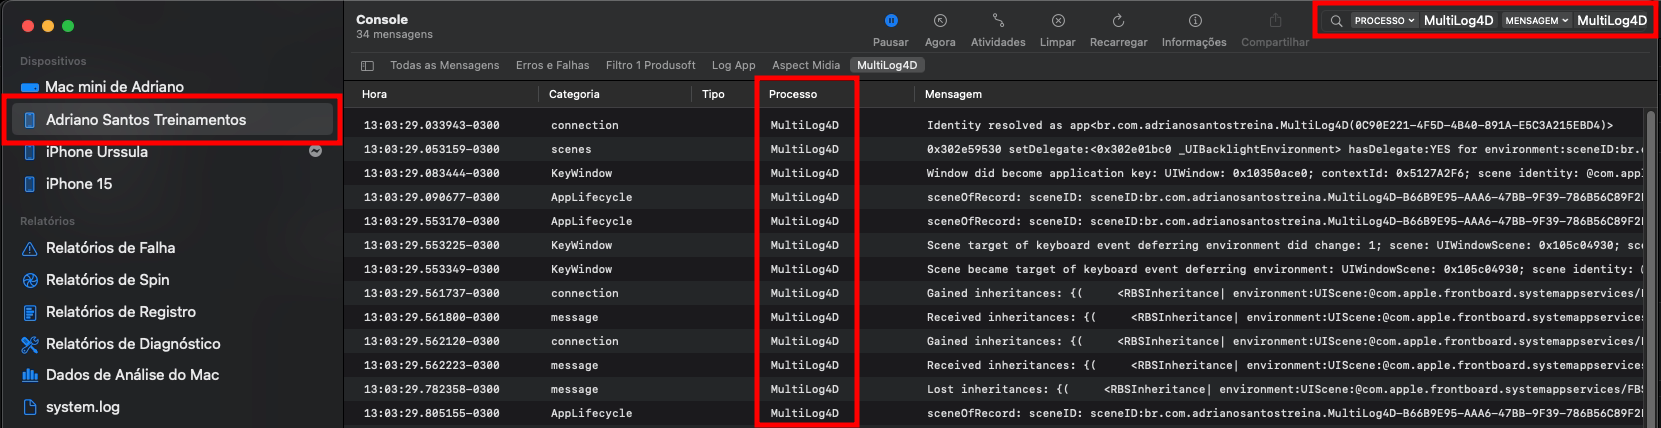 Console
34 mensagens
Pausar Agora Atividades Limpar Recarregar Informações Compartilhar
PROCESSO MultiLog4D MENSAGEM MultiLog4D
Todas as Mensagens Erros e Falhas Filtro 1 Produsoft Log App Aspect Midia MultiLog4D
Dispositivos
Mac mini de Adriano
Adriano Santos Treinamentos
iPhone Urssula
iPhone 15
Relatórios
Relatórios de Falha
Relatórios de Spin
Relatórios de Registro
Relatórios de Diagnóstico
Dados de Análise do Mac
system.log
Hora Categoria Tipo Processo Mensagem
13:03:29.033943-0300 connection MultiLog4D Identity resolved as app<br.com.adrianosantostreina.MultiLog4D(0C90E221-4F5D-4B40-891A-E5C3A215EBD4)>
13:03:29.053159-0300 scenes MultiLog4D 0x302e59530 setDelegate:<0x302e01bc0 _UIBacklightEnvironment> hasDelegate:YES for environment:sceneID:br.c
13:03:29.083444-0300 KeyWindow MultiLog4D Window did become application key: UIWindow: 0x10350ace0; contextId: 0x5127A2F6; scene identity: @com.appl
13:03:29.090677-0300 AppLifecycle MultiLog4D sceneOfRecord: sceneID: sceneID:br.com.adrianosantostreina.MultiLog4D-B66B9E95-AAA6-47BB-9F39-786B56C89F2
13:03:29.553170-0300 AppLifecycle MultiLog4D sceneOfRecord: sceneID: sceneID:br.com.adrianosantostreina.MultiLog4D-B66B9E95-AAA6-47BB-9F39-786B56C89F2
13:03:29.553225-0300 KeyWindow MultiLog4D Scene target of keyboard event deferring environment did change: 1; scene: UIWindowScene: 0x105c04930; sc
13:03:29.553349-0300 KeyWindow MultiLog4D Scene became target of keyboard event deferring environment: UIWindowScene: 0x105c04930; scene identity:
13:03:29.561737-0300 connection MultiLog4D Gained inheritances: {( <RBSInheritance| environment:UIScene:@com.apple.frontboard.systemappservices/
13:03:29.561800-0300 message MultiLog4D Received inheritances: {( <RBSInheritance| environment:UIScene:@com.apple.frontboard.systemappservices
13:03:29.562120-0300 connection MultiLog4D Gained inheritances: {( <RBSInheritance| environment:UIScene:@com.apple.frontboard.systemappservices/
13:03:29.562223-0300 message MultiLog4D Received inheritances: {( <RBSInheritance| environment:UIScene:@com.apple.frontboard.systemappservices
13:03:29.782358-0300 message MultiLog4D Lost inheritances: {( <RBSInheritance| environment:UIScene:@com.apple.frontboard.systemappservices/FBS
13:03:29.805155-0300 AppLifecycle MultiLog4D sceneOfRecord: sceneID: sceneID:br.com.adrianosantostreina.MultiLog4D-B66B9E95-AAA6-47BB-9F39-786B56C89F2